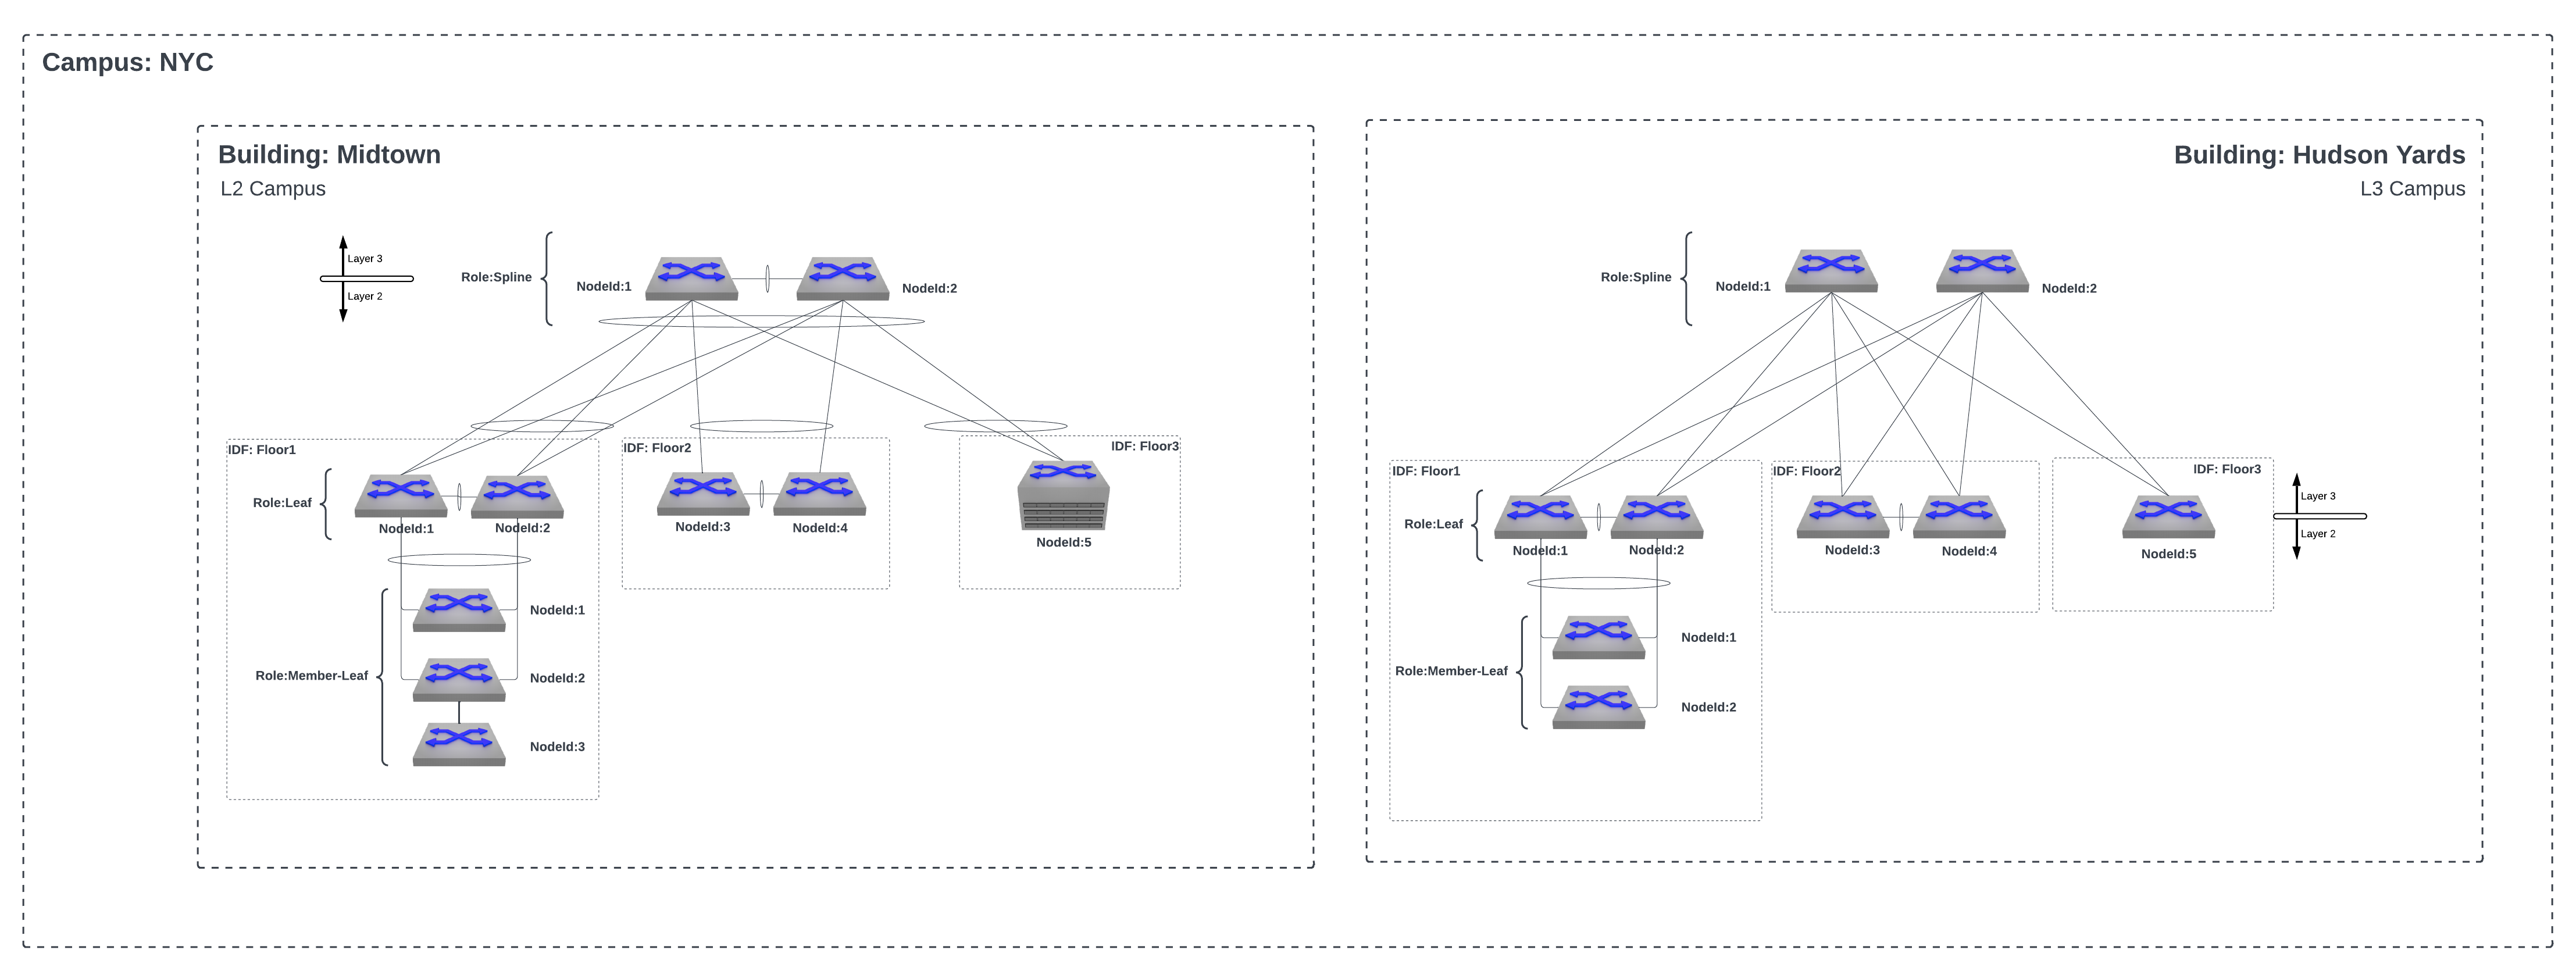 Campus: NYC
Building: Midtown
L2 Campus
Layer 3
Layer 2
Role:Spline
NodeId:1
NodeId:2
IDF: Floor1
Role:Leaf
NodeId:1
NodeId:2
Role:Member-Leaf
NodeId:1
NodeId:2
NodeId:3
IDF: Floor2
NodeId:3
NodeId:4
IDF: Floor3
NodeId:5
Building: Hudson Yards
L3 Campus
Role:Spline
NodeId:1
NodeId:2
IDF: Floor1
Role:Leaf
NodeId:1
NodeId:2
Role:Member-Leaf
NodeId:1
NodeId:2
IDF: Floor2
NodeId:3
NodeId:4
IDF: Floor3
NodeId:5
Layer 3
Layer 2